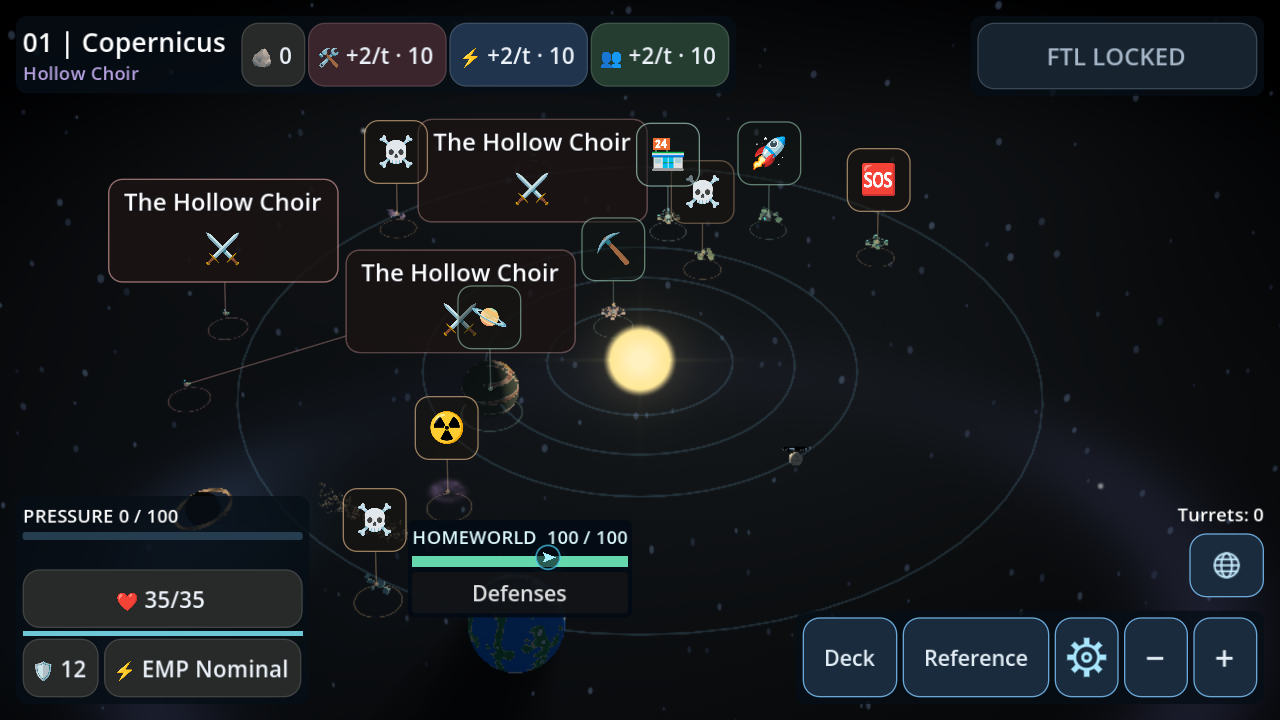 01 | Copernicus
Hollow Choir
0
+2/t · 10
+2/t · 10
+2/t · 10
FTL LOCKED
The Hollow Choir
24
SOS
The Hollow Choir
The Hollow Choir
PRESSURE 0 / 100
HOMEWORLD 100 / 100
Defenses
Turrets: 0
35/35
12
EMP Nominal
Deck
Reference
−
+